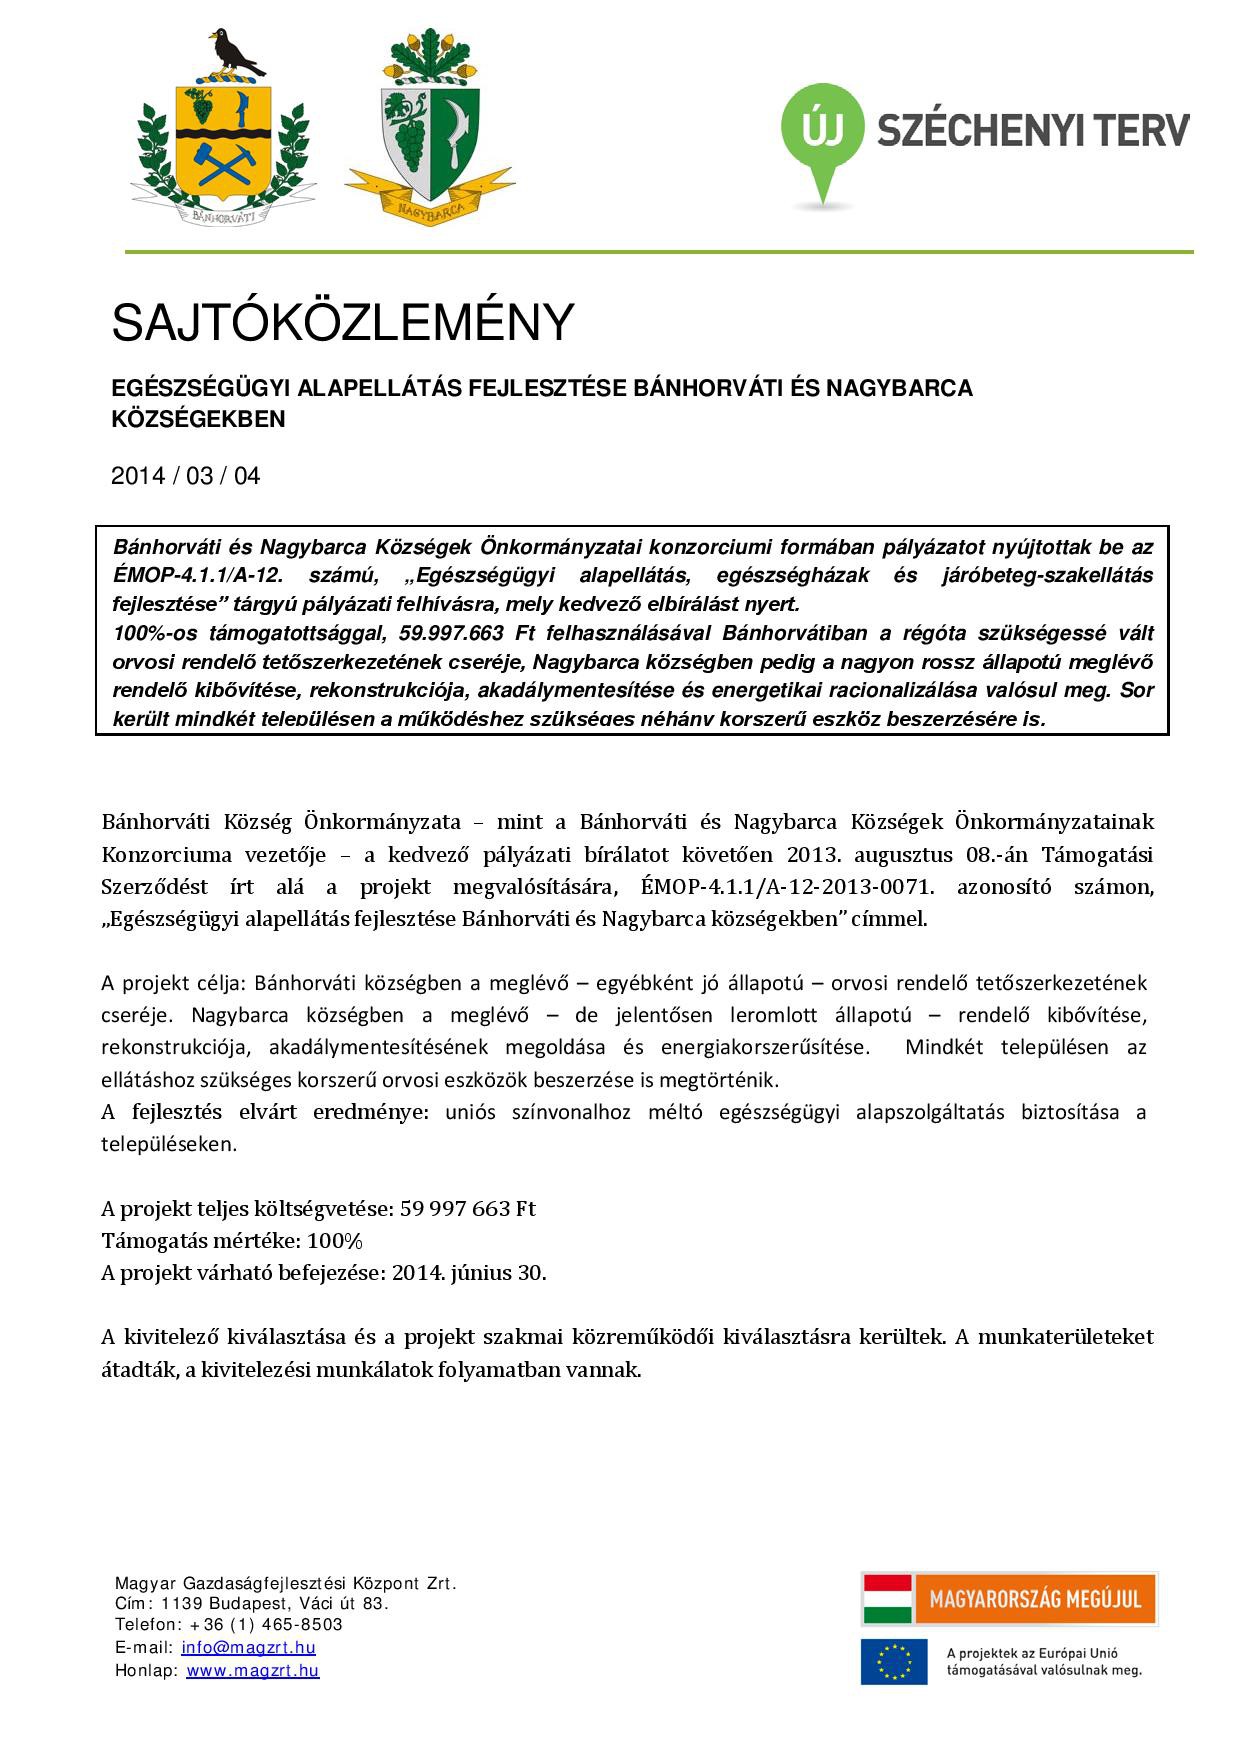 BÁNHORVÁTI
NAGYBARCA
ÚJ SZÉCHENYI TERV
SAJTÓKÖZLEMÉNY
EGÉSZSÉGÜGYI ALAPELLÁTÁS FEJLESZTÉSE BÁNHORVÁTI ÉS NAGYBARCA
KÖZSÉGEKBEN
2014 / 03 / 04
Bánhorváti és Nagybarca Községek Önkormányzatai konzorciumi formában pályázatot nyújtottak be az
ÉMOP-4.1.1/A-12. számú, „Egészségügyi alapellátás, egészségházak és járóbeteg-szakellátás
fejlesztése” tárgyú pályázati felhívásra, mely kedvező elbírálást nyert.
100%-os támogatottsággal, 59.997.663 Ft felhasználásával Bánhorvátiban a régóta szükségessé vált
orvosi rendelő tetőszerkezetének cseréje, Nagybarca községben pedig a nagyon rossz állapotú meglévő
rendelő kibővítése, rekonstrukciója, akadálymentesítése és energetikai racionalizálása valósul meg. Sor
került mindkét településen a működéshez szükséges néhány korszerű eszköz beszerzésére is.
Bánhorváti Község Önkormányzata – mint a Bánhorváti és Nagybarca Községek Önkormányzatainak
Konzorciuma vezetője – a kedvező pályázati bírálatot követően 2013. augusztus 08.-án Támogatási
Szerződést írt alá a projekt megvalósítására, ÉMOP-4.1.1/A-12-2013-0071. azonosító számon,
„Egészségügyi alapellátás fejlesztése Bánhorváti és Nagybarca községekben” címmel.
A projekt célja: Bánhorváti községben a meglévő – egyébként jó állapotú – orvosi rendelő tetőszerkezetének
cseréje. Nagybarca községben a meglévő – de jelentősen leromlott állapotú – rendelő kibővítése,
rekonstrukciója, akadálymentesítésének megoldása és energiakorszerűsítése. Mindkét településen az
ellátáshoz szükséges korszerű orvosi eszközök beszerzése is megtörténik.
A fejlesztés elvárt eredménye: uniós színvonalhoz méltó egészségügyi alapszolgáltatás biztosítása a
településeken.
A projekt teljes költségvetése: 59 997 663 Ft
Támogatás mértéke: 100%
A projekt várható befejezése: 2014. június 30.
A kivitelező kiválasztása és a projekt szakmai közreműködői kiválasztásra kerültek. A munkaterületeket
átadták, a kivitelezési munkálatok folyamatban vannak.
Magyar Gazdaságfejlesztési Központ Zrt.
Cím: 1139 Budapest, Váci út 83.
Telefon: +36 (1) 465-8503
E-mail: info@magzrt.hu
Honlap: www.magzrt.hu
MAGYARORSZÁG MEGÚJUL
A projektek az Európai Unió
támogatásával valósulnak meg.